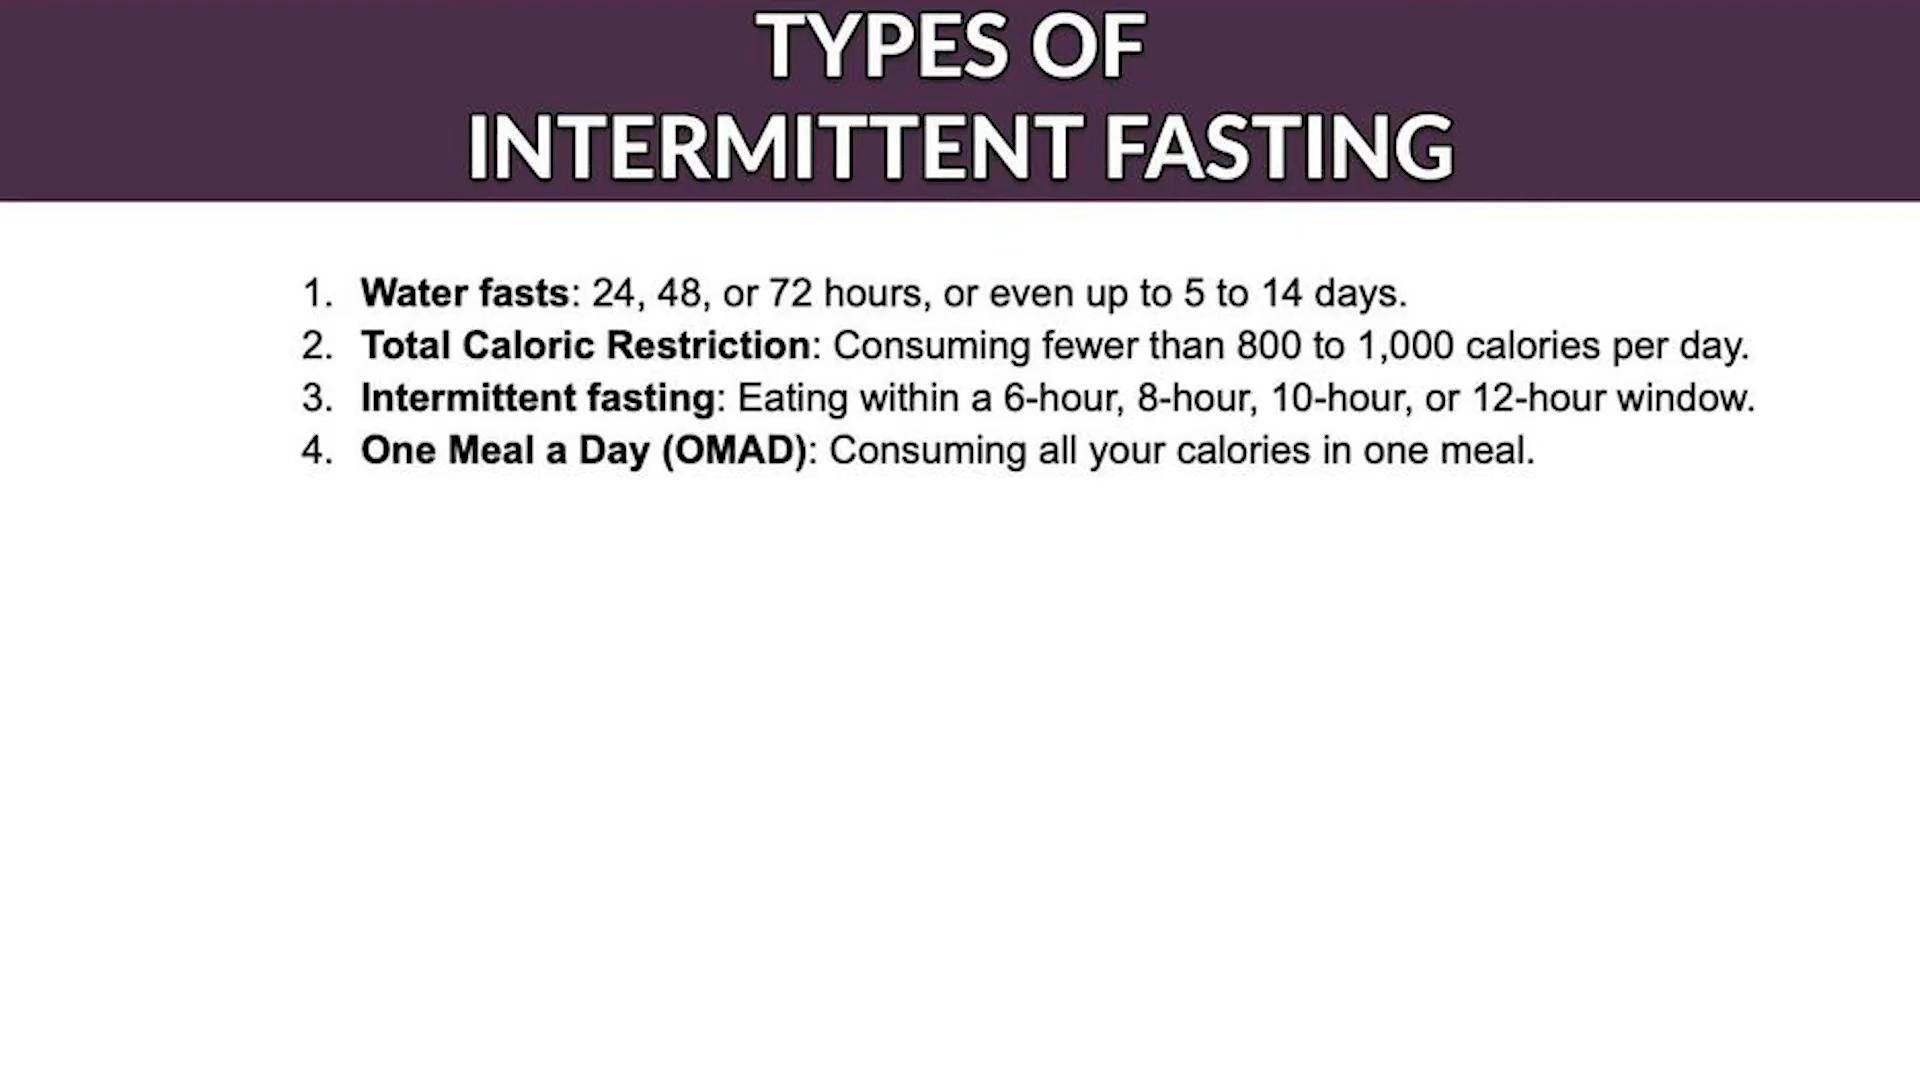 TYPES OF
INTERMITTENT FASTING
1. Water fasts: 24, 48, or 72 hours, or even up to 5 to 14 days.
2. Total Caloric Restriction: Consuming fewer than 800 to 1,000 calories per day.
3. Intermittent fasting: Eating within a 6-hour, 8-hour, 10-hour, or 12-hour window.
4. One Meal a Day (OMAD): Consuming all your calories in one meal.